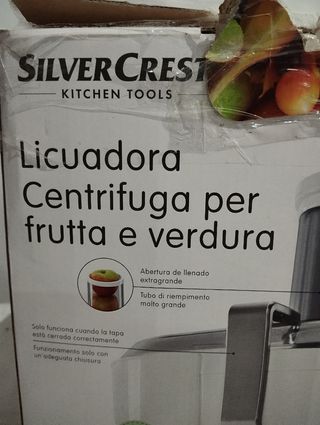 SILVERCREST
KITCHEN TOOLS
Licuadora
Centrifuga per
frutta e verdura
Abertura de llenado
extragrande
Tubo di riempimento
molto grande
Solo funciona cuando la tapa
está cerrada correctamente
Funzionamento solo con
un'adeguata chiusura